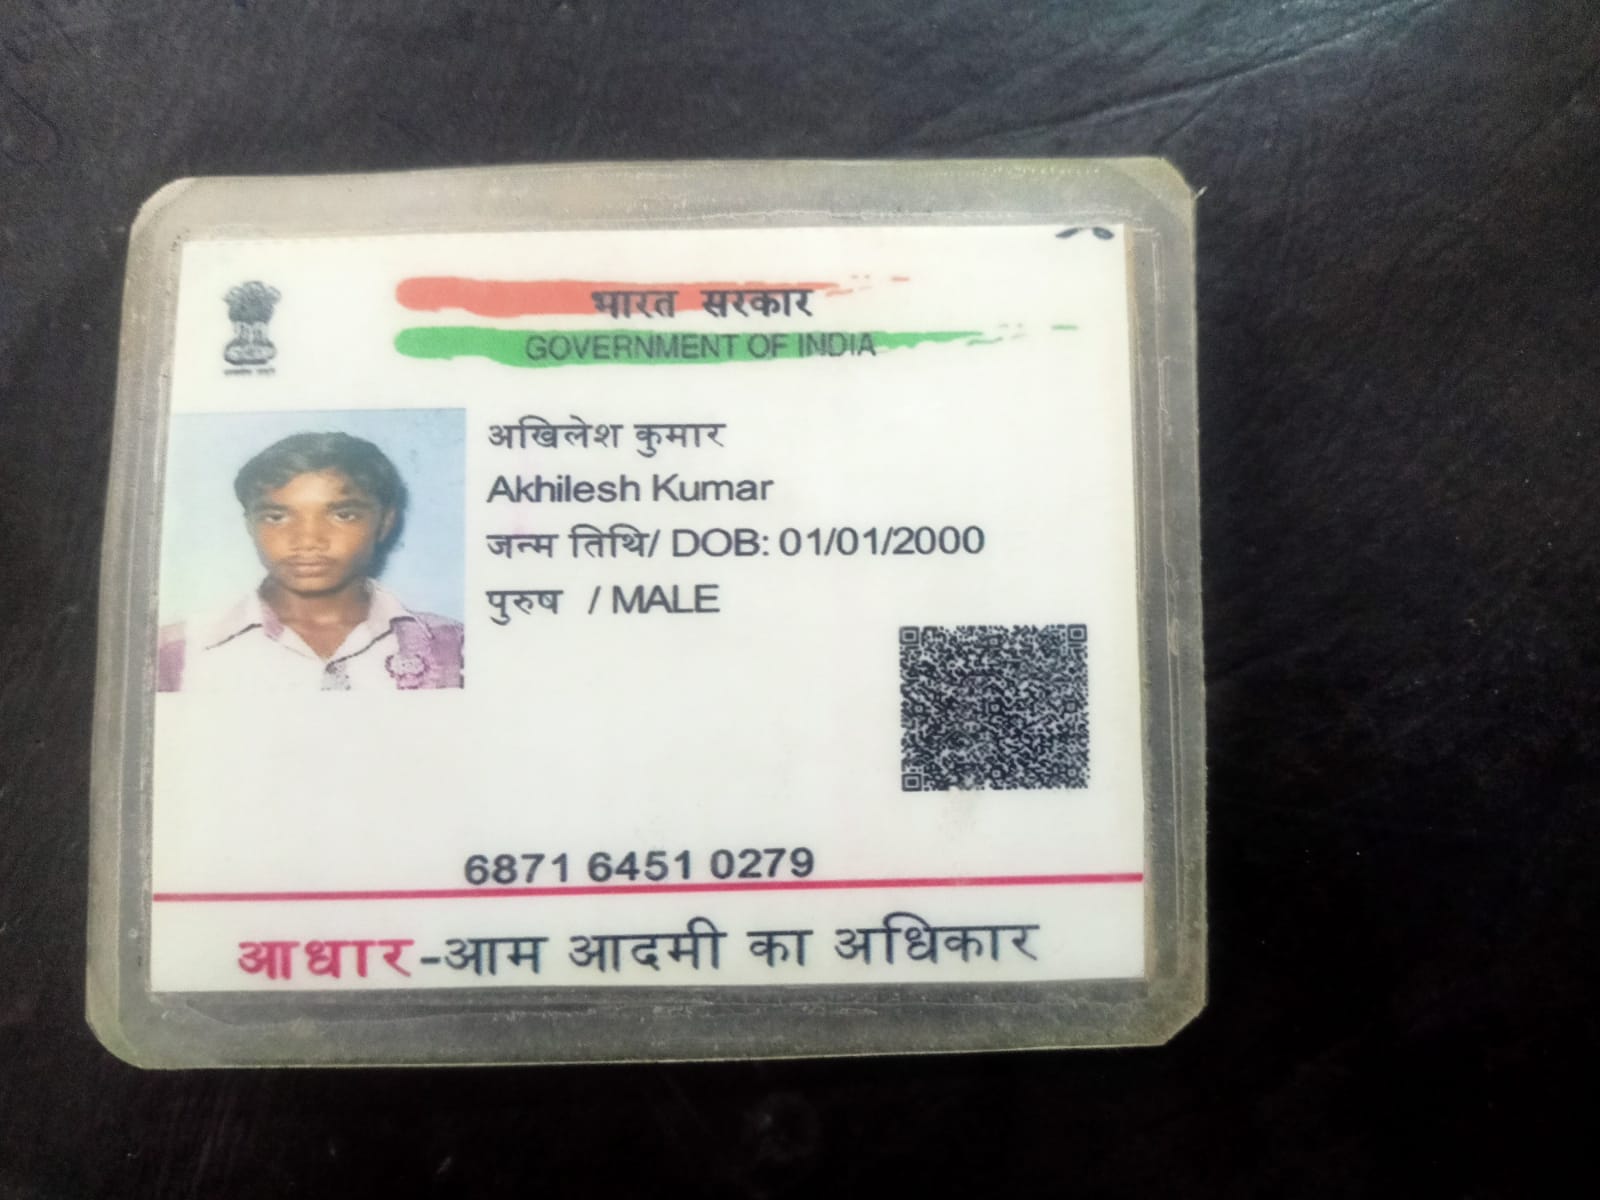 भारत सरकार
GOVERNMENT OF INDIA
अखिलेश कुमार
Akhilesh Kumar
जन्म तिथि/ DOB: 01/01/2000
पुरुष / MALE
6871 6451 0279
आधार-आम आदमी का अधिकार